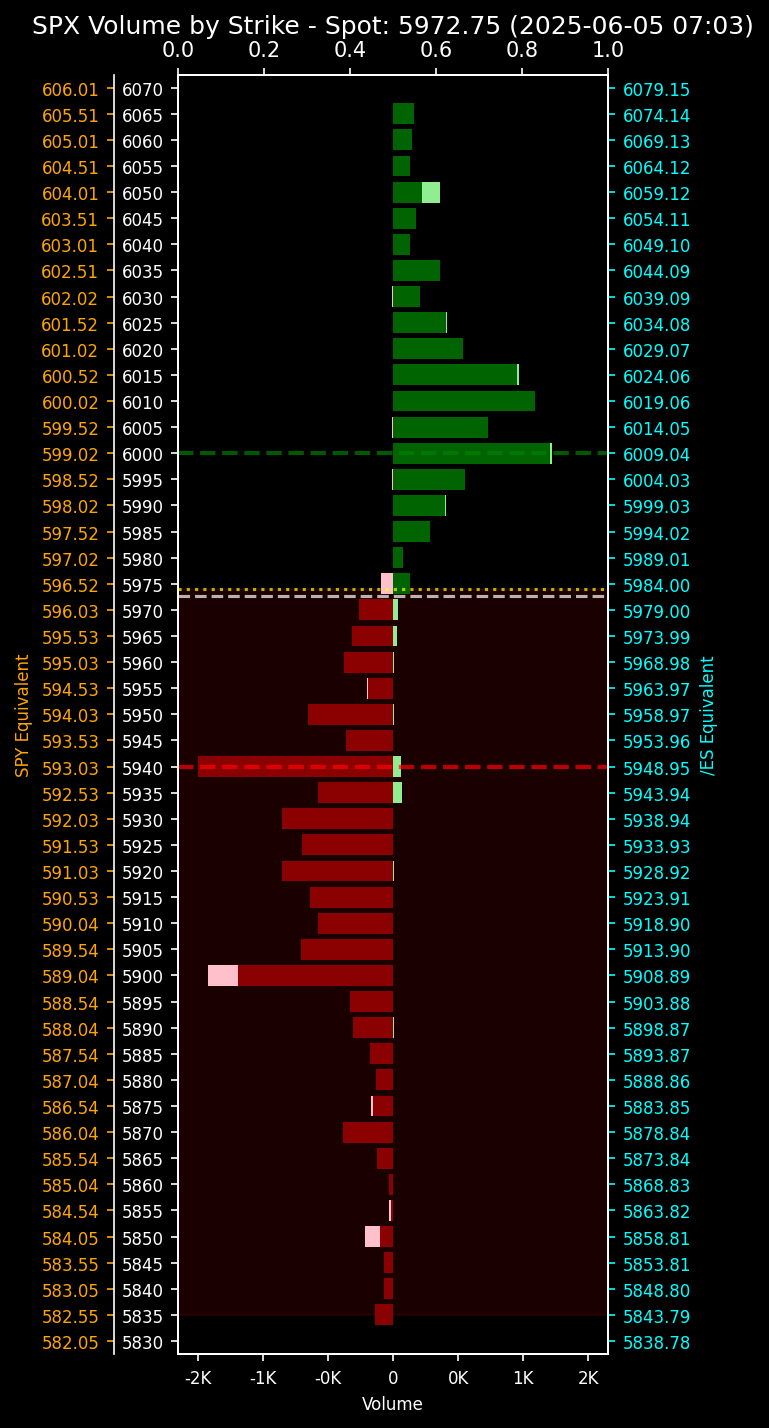 SPX Volume by Strike - Spot: 5972.75 (2025-06-05 07:03)
0.0 0.2 0.4 0.6 0.8 1.0
606.01 6070 6079.15
605.51 6065 6074.14
605.01 6060 6069.13
604.51 6055 6064.12
604.01 6050 6059.12
603.51 6045 6054.11
603.01 6040 6049.10
602.51 6035 6044.09
602.02 6030 6039.09
601.52 6025 6034.08
601.02 6020 6029.07
600.52 6015 6024.06
600.02 6010 6019.06
599.52 6005 6014.05
599.02 6000 6009.04
598.52 5995 6004.03
598.02 5990 5999.03
597.52 5985 5994.02
597.02 5980 5989.01
596.52 5975 5984.00
596.03 5970 5979.00
595.53 5965 5973.99
595.03 5960 5968.98
594.53 5955 5963.97
594.03 5950 5958.97
593.53 5945 5953.96
593.03 5940 5948.95
592.53 5935 5943.94
592.03 5930 5938.94
591.53 5925 5933.93
591.03 5920 5928.92
590.53 5915 5923.91
590.04 5910 5918.90
589.54 5905 5913.90
589.04 5900 5908.89
588.54 5895 5903.88
588.04 5890 5898.87
587.54 5885 5893.87
587.04 5880 5888.86
586.54 5875 5883.85
586.04 5870 5878.84
585.54 5865 5873.84
585.04 5860 5868.83
584.54 5855 5863.82
584.05 5850 5858.81
583.55 5845 5853.81
583.05 5840 5848.80
582.55 5835 5843.79
582.05 5830 5838.78
SPY Equivalent
/ES Equivalent
-2K -1K -0K 0 0K 1K 2K
Volume